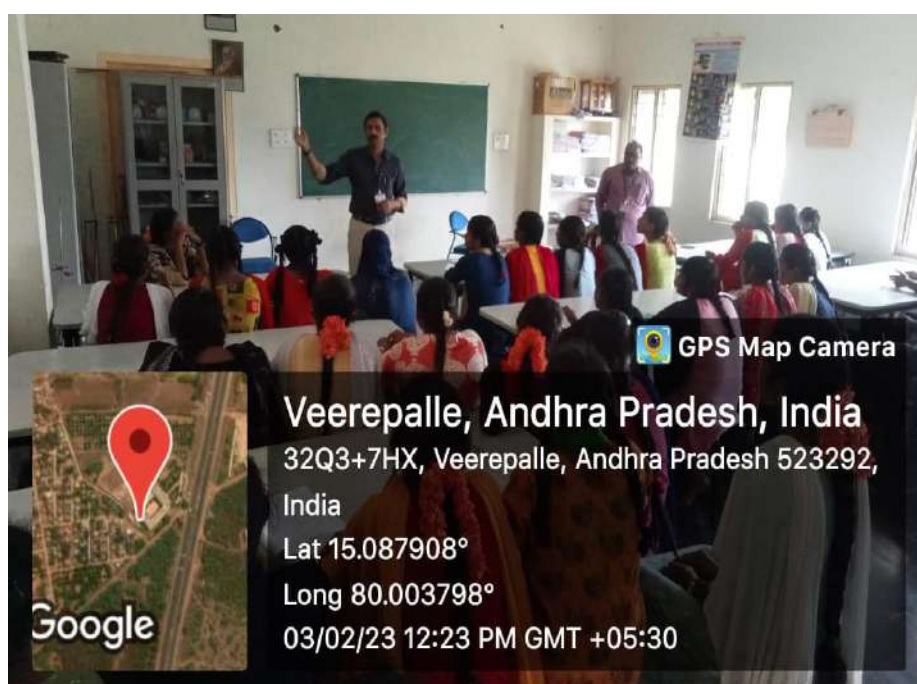 GPS Map Camera
Veerepalle, Andhra Pradesh, India
32Q3+7HX, Veerepalle, Andhra Pradesh 523292,
India
Lat 15.087908°
Long 80.003798°
03/02/23 12:23 PM GMT +05:30
Google